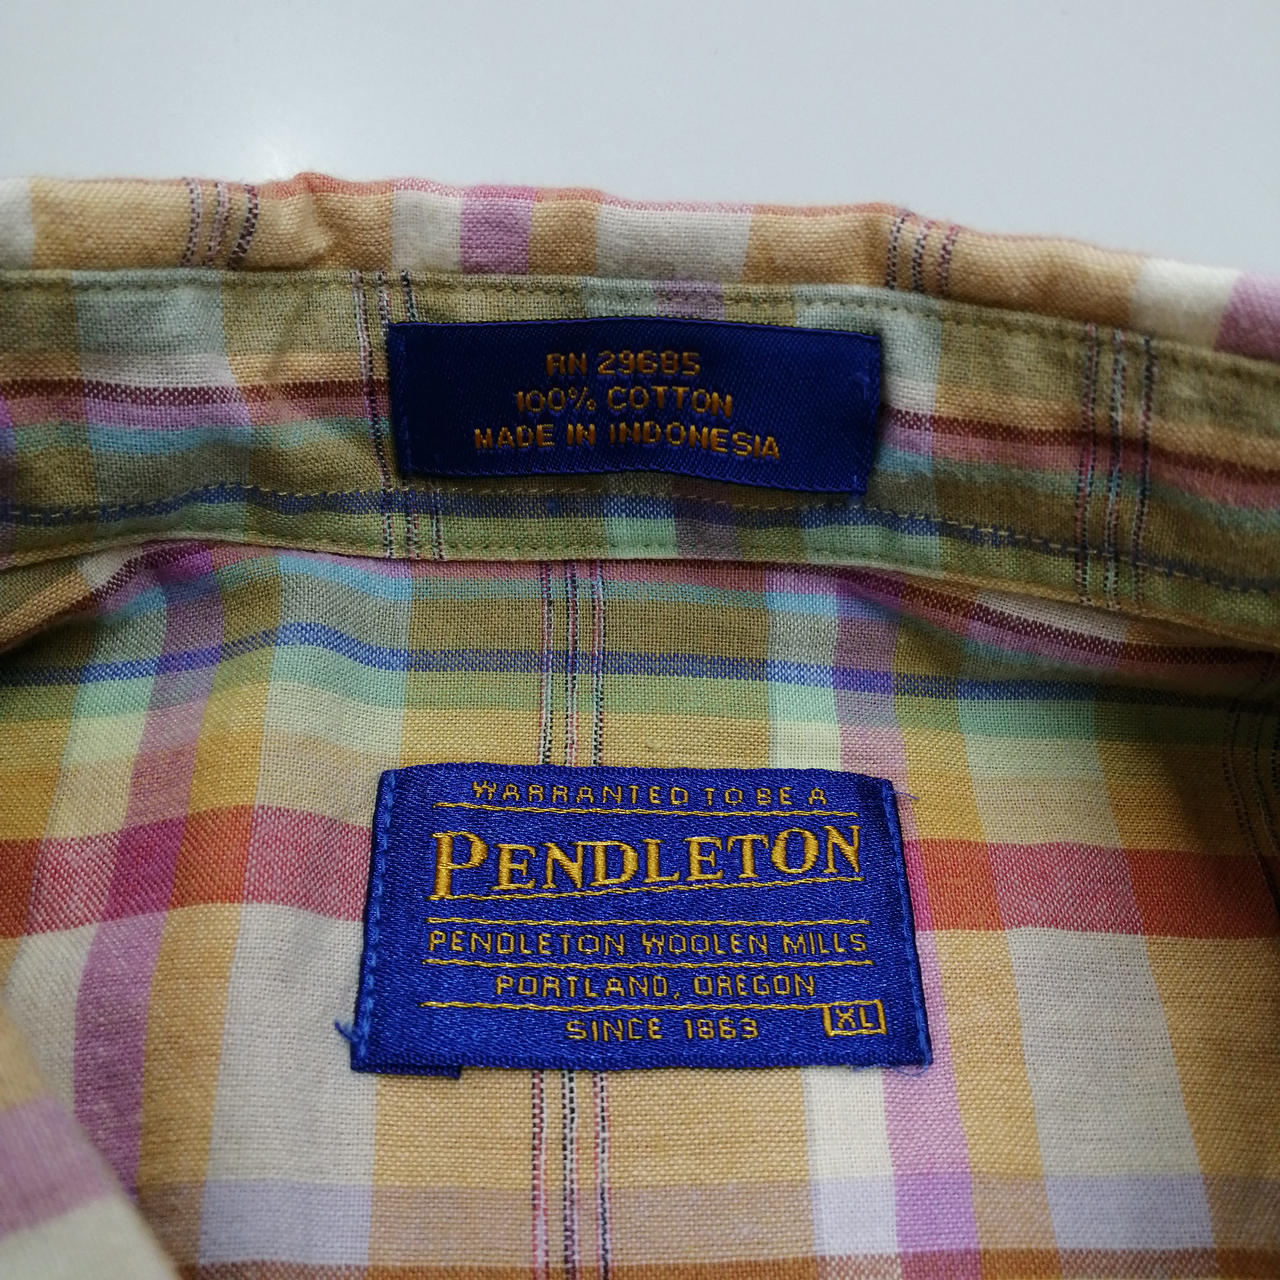 RN 29685
100% COTTON
MADE IN INDONESIA
WARRANTED TO BE A
PENDLETON
PENDLETON WOOLEN MILLS
PORTLAND, OREGON
SINCE 1863
XL